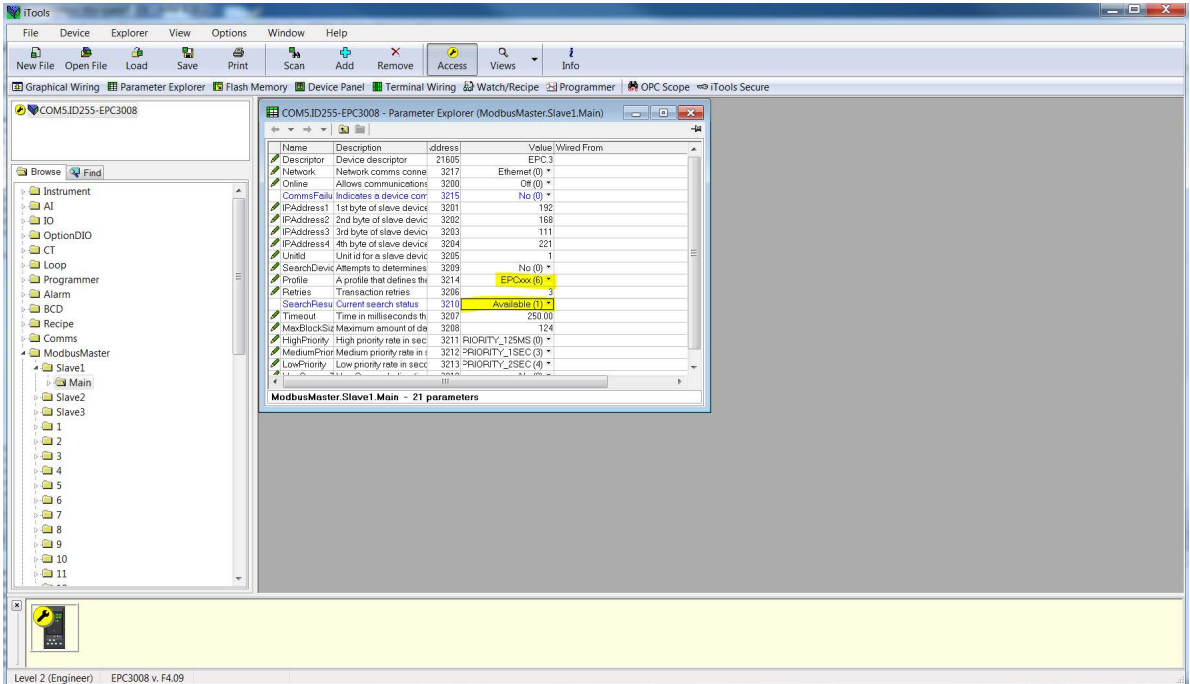 iTools
File Device Explorer View Options Window Help
New File Open File Load Save Print Scan Add Remove Access Views Info
Graphical Wiring Parameter Explorer Flash Memory Device Panel Terminal Wiring Watch/Recipe Programmer OPC Scope iTools Secure
COM5.ID255-EPC3008
Browse Find
Instrument
AI
IO
OptionDIO
CT
Loop
Programmer
Alarm
BCD
Recipe
Comms
ModbusMaster
Slave1
Main
Slave2
Slave3
1
2
3
4
5
6
7
8
9
10
11
COM5.ID255-EPC3008 - Parameter Explorer (ModbusMaster.Slave1.Main)
Name Description ddress Value Wired From
Descriptor Device descriptor 21605 EPC.3
Network Network comms conne 3217 Ethernet (0)
Online Allows communications 3200 Off (0)
CommsFailu Indicates a device com 3215 No (0)
IPAddress1 1st byte of slave device 3201 192
IPAddress2 2nd byte of slave devic 3202 168
IPAddress3 3rd byte of slave device 3203 111
IPAddress4 4th byte of slave device 3204 221
UnitId Unit id for a slave devic 3205 1
SearchDevic Attempts to determines 3209 No (0)
Profile A profile that defines the 3214 EPCxxx (6)
Retries Transaction retries 3206 3
SearchResu Current search status 3210 Available (1)
Timeout Time in milliseconds th 3207 250.00
MaxBlockSiz Maximum amount of da 3208 124
HighPriority High priority rate in sec 3211 RIORITY_125MS (0)
MediumPrior Medium priority rate in s 3212 PRIORITY_1SEC (3)
LowPriority Low priority rate in secc 3213 PRIORITY_2SEC (4)
ModbusMaster.Slave1.Main - 21 parameters
Level 2 (Engineer) EPC3008 v. F4.09